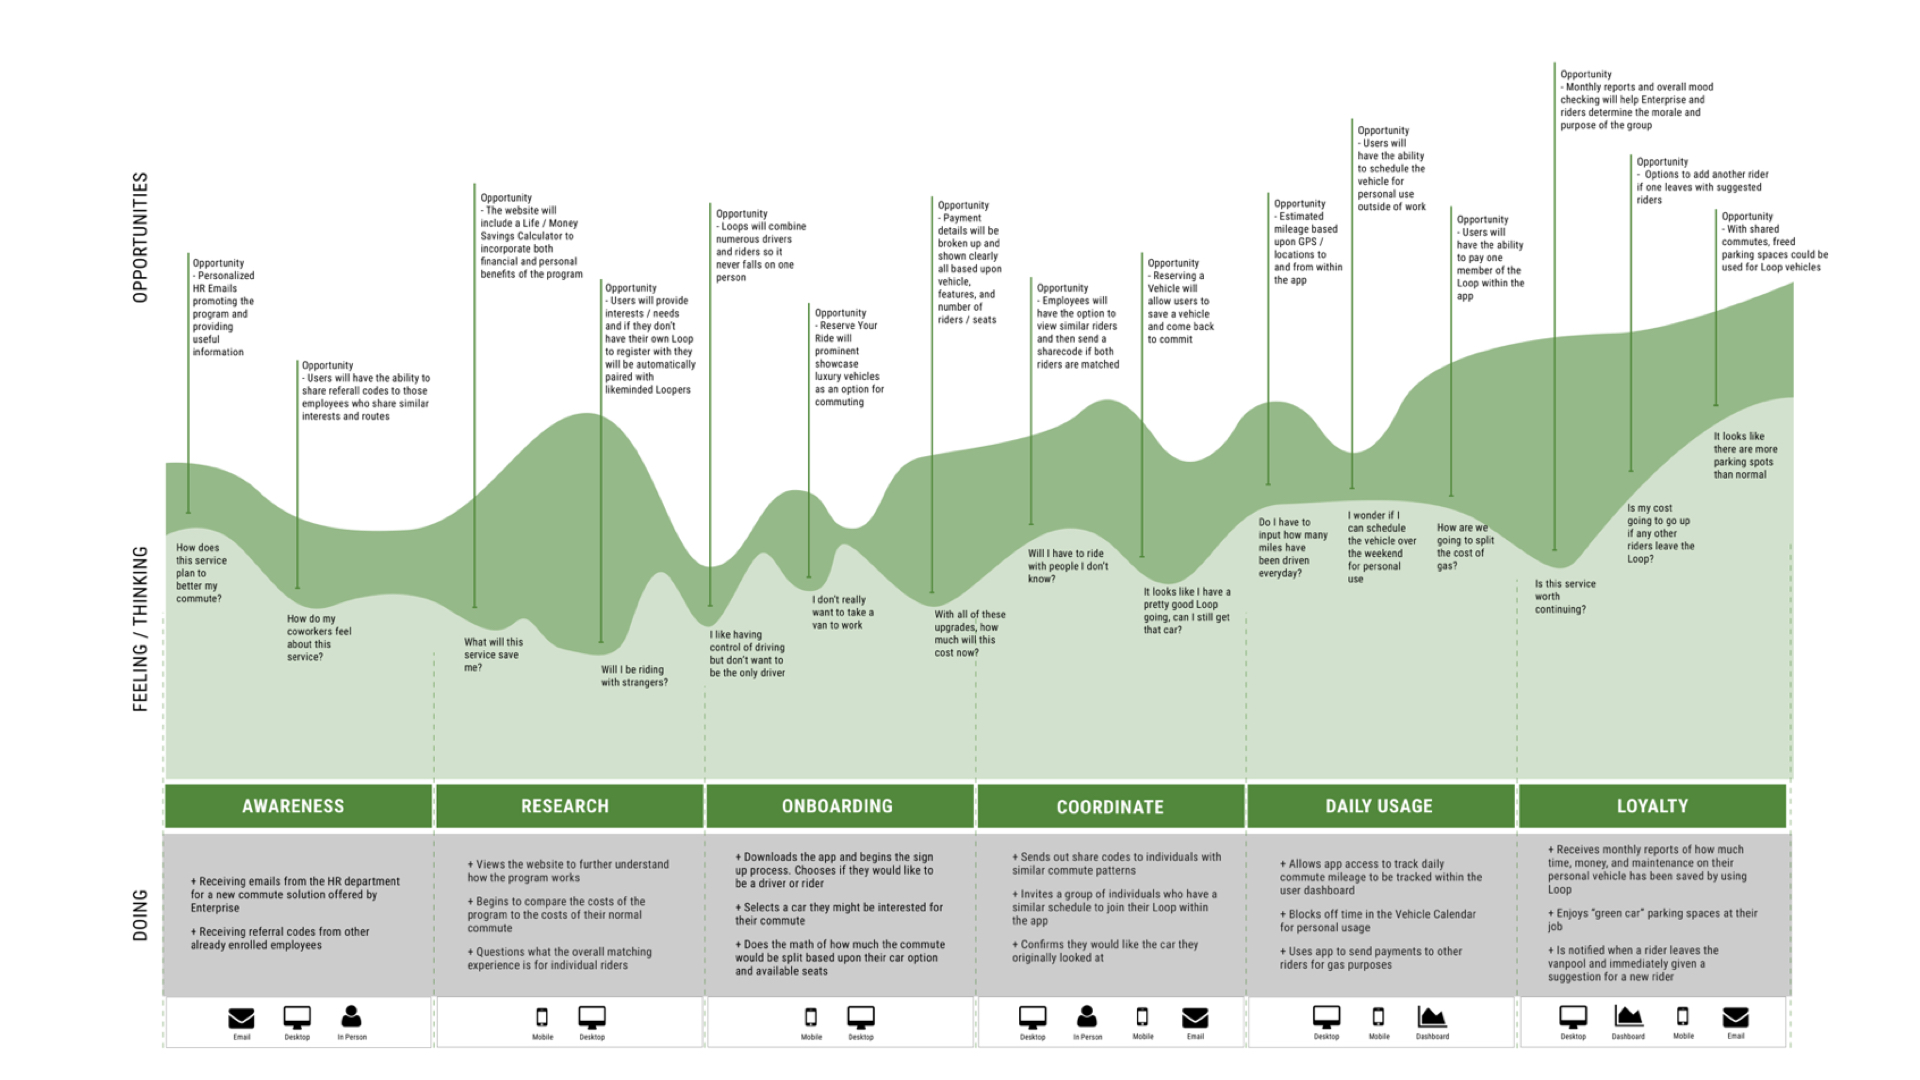 OPPORTUNITIES
Opportunity
- Personalized
HR Emails
promoting the
program and
providing
useful
information
Opportunity
- Users will have the ability to
share referall codes to those
employees who share similar
interests and routes
Opportunity
- The website will
include a Life / Money
Savings Calculator to
incorporate both
financial and personal
benefits of the program
Opportunity
- Users will provide
interests / needs
and if they don't
have their own Loop
to register with they
will be automatically
paired with
likeminded Loopers
Opportunity
- Loops will combine
numerous drivers
and riders so it
never falls on one
person
Opportunity
- Reserve Your
Ride will
prominent
showcase
luxury vehicles
as an option for
commuting
Opportunity
- Payment
details will be
broken up and
shown clearly
all based upon
vehicle,
features, and
number of
riders / seats
Opportunity
- Employees will
have the option to
view similar riders
and then send a
sharecode if both
riders are matched
Opportunity
- Reserving a
Vehicle will
allow users to
save a vehicle
and come back
to commit
Opportunity
- Estimated
mileage based
upon GPS /
locations to
and from within
the app
Opportunity
- Users will
have the ability
to schedule the
vehicle for
personal use
outside of work
Opportunity
- Users will
have the ability
to pay one
member of the
Loop within the
app
Opportunity
- Monthly reports and overall mood
checking will help Enterprise and
riders determine the morale and
purpose of the group
Opportunity
- Options to add another rider
if one leaves with suggested
riders
Opportunity
- With shared
commutes, freed
parking spaces could be
used for Loop vehicles
FEELING / THINKING
How does
this service
plan to
better my
commute?
How do my
coworkers feel
about this
service?
What will this
service save
me?
Will I be riding
with strangers?
I like having
control of driving
but don't want to
be the only driver
I don't really
want to take a
van to work
With all of these
upgrades, how
much will this
cost now?
Will I have to ride
with people I don't
know?
It looks like I have a
pretty good Loop
going, can I still get
that car?
Do I have to
input how many
miles have
been driven
everyday?
I wonder if I
can schedule
the vehicle over
the weekend
for personal
use
How are we
going to split
the cost of
gas?
Is this service
worth
continuing?
Is my cost
going to go up
if any other
riders leave the
Loop?
It looks like
there are more
parking spots
than normal
AWARENESS
RESEARCH
ONBOARDING
COORDINATE
DAILY USAGE
LOYALTY
DOING
+ Receiving emails from the HR department
for a new commute solution offered by
Enterprise
+ Receiving referral codes from other
already enrolled employees
+ Views the website to further understand
how the program works
+ Begins to compare the costs of the
program to the costs of their normal
commute
+ Questions what the overall matching
experience is for individual riders
+ Downloads the app and begins the sign
up process. Chooses if they would like to
be a driver or rider
+ Selects a car they might be interested for
their commute
+ Does the math of how much the commute
would be split based upon their car option
and available seats
+ Sends out share codes to individuals with
similar commute patterns
+ Invites a group of individuals who have a
similar schedule to join their Loop within
the app
+ Confirms they would like the car they
originally looked at
+ Allows app access to track daily
commute mileage to be tracked within the
user dashboard
+ Blocks off time in the Vehicle Calendar
for personal usage
+ Uses app to send payments to other
riders for gas purposes
+ Receives monthly reports of how much
time, money, and maintenance on their
personal vehicle has been saved by using
Loop
+ Enjoys "green car" parking spaces at their
job
+ Is notified when a rider leaves the
vanpool and immediately given a
suggestion for a new rider
Email
Desktop
In Person
Mobile
Desktop
Mobile
Desktop
Desktop
In Person
Mobile
Email
Desktop
Mobile
Dashboard
Desktop
Dashboard
Mobile
Email